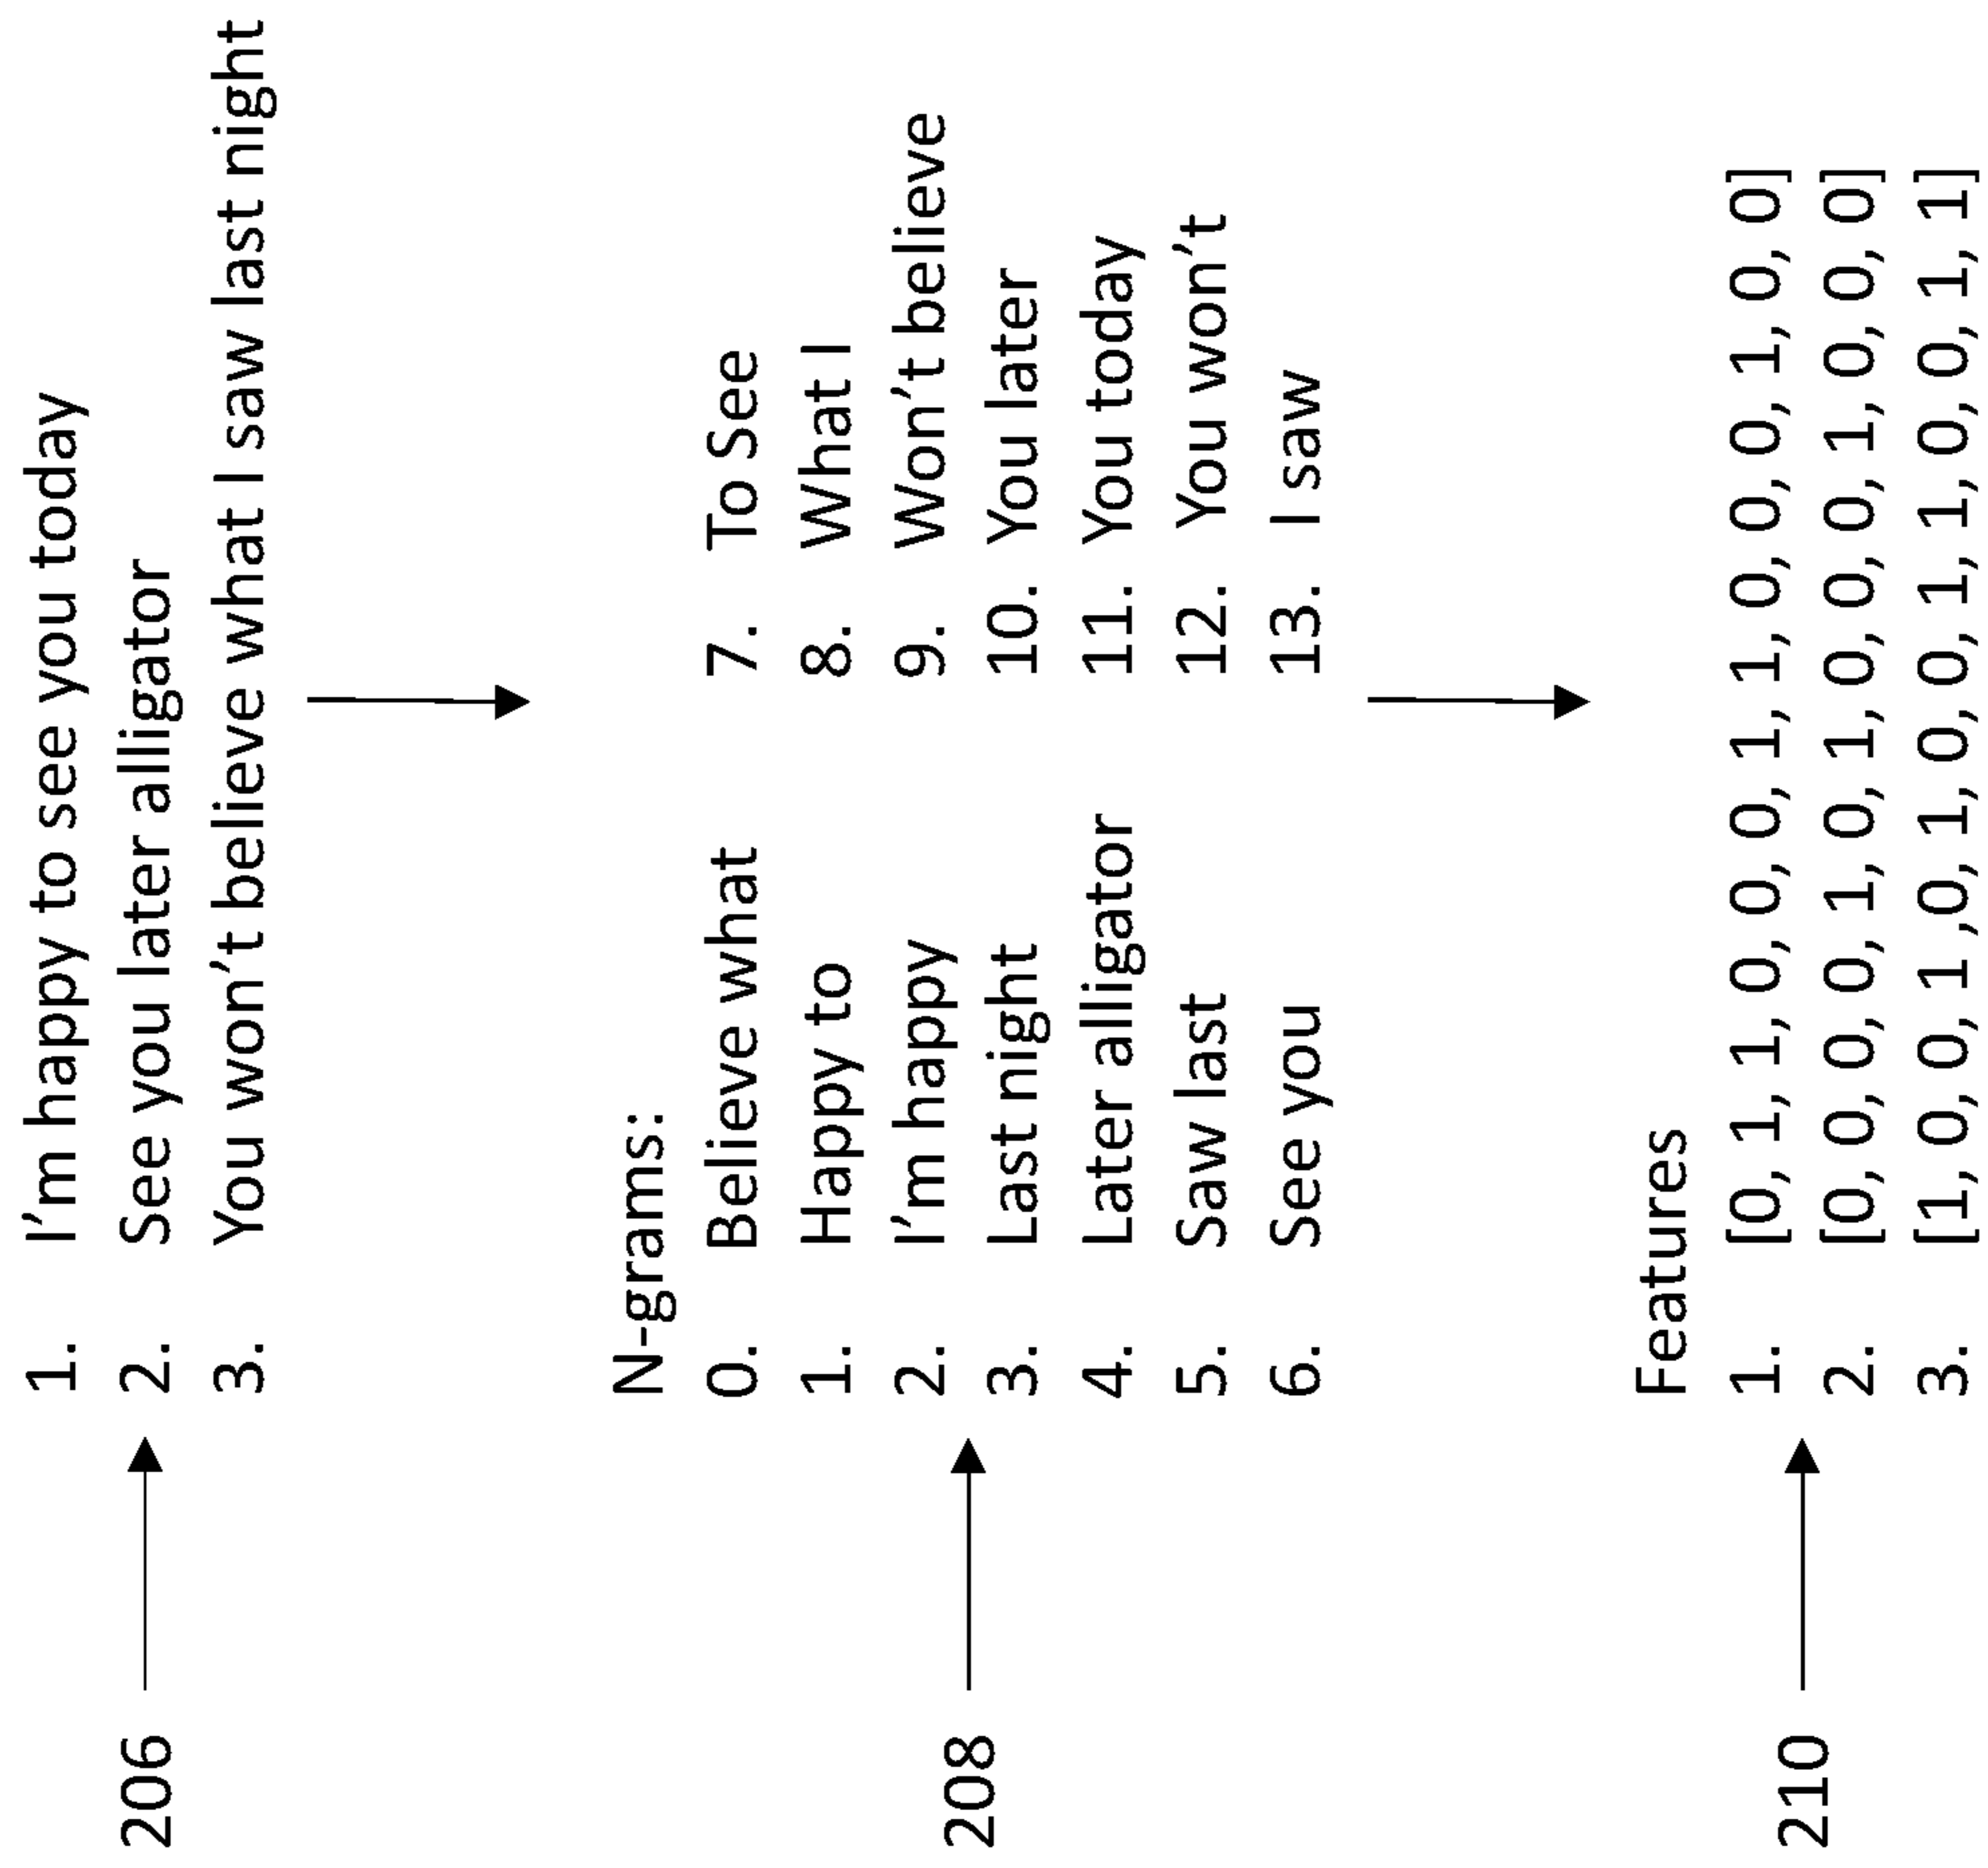 1. I'm happy to see you today
2. See you later alligator
3. You won't believe what I saw last night
206
N-grams:
0. Believe what
1. Happy to
2. I'm happy
3. Last night
4. Later alligator
5. Saw last
6. See you
7. To See
8. What I
9. Won't believe
10. You later
11. You today
12. You won't
13. I saw
208
Features
1. [0, 1, 1, 0, 0, 0, 1, 1, 0, 0, 0, 1, 0, 0]
2. [0, 0, 0, 0, 1, 0, 1, 0, 0, 0, 1, 0, 0, 0]
3. [1, 0, 0, 1 ,0, 1, 0, 0, 1, 1, 0, 0, 1, 1]
210